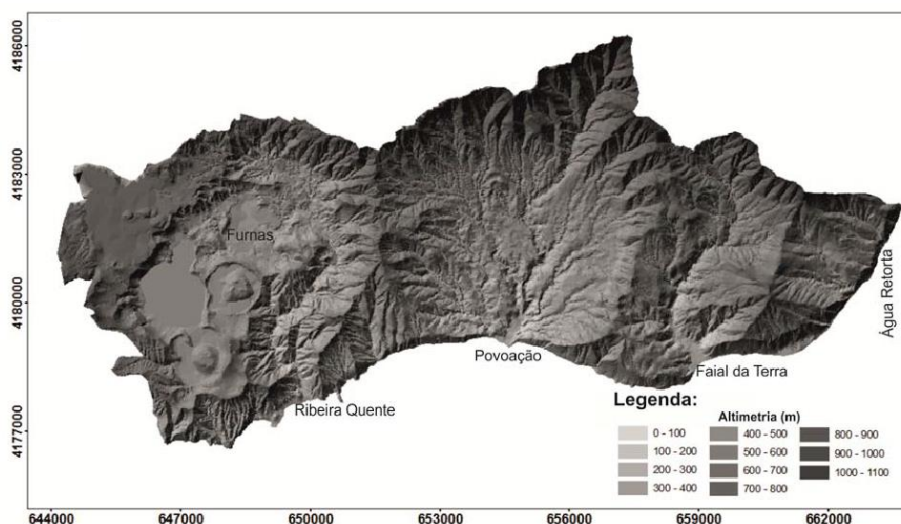 4186000
4183000
4180000
4177000
Furnas
Água Retorta
Povoação
Faial da Terra
Ribeira Quente
Legenda:
Altimetria (m)
0 - 100
100 - 200
200 - 300
300 - 400
400 - 500
500 - 600
600 - 700
700 - 800
800 - 900
900 - 1000
1000 - 1100
644000 647000 650000 653000 656000 659000 662000